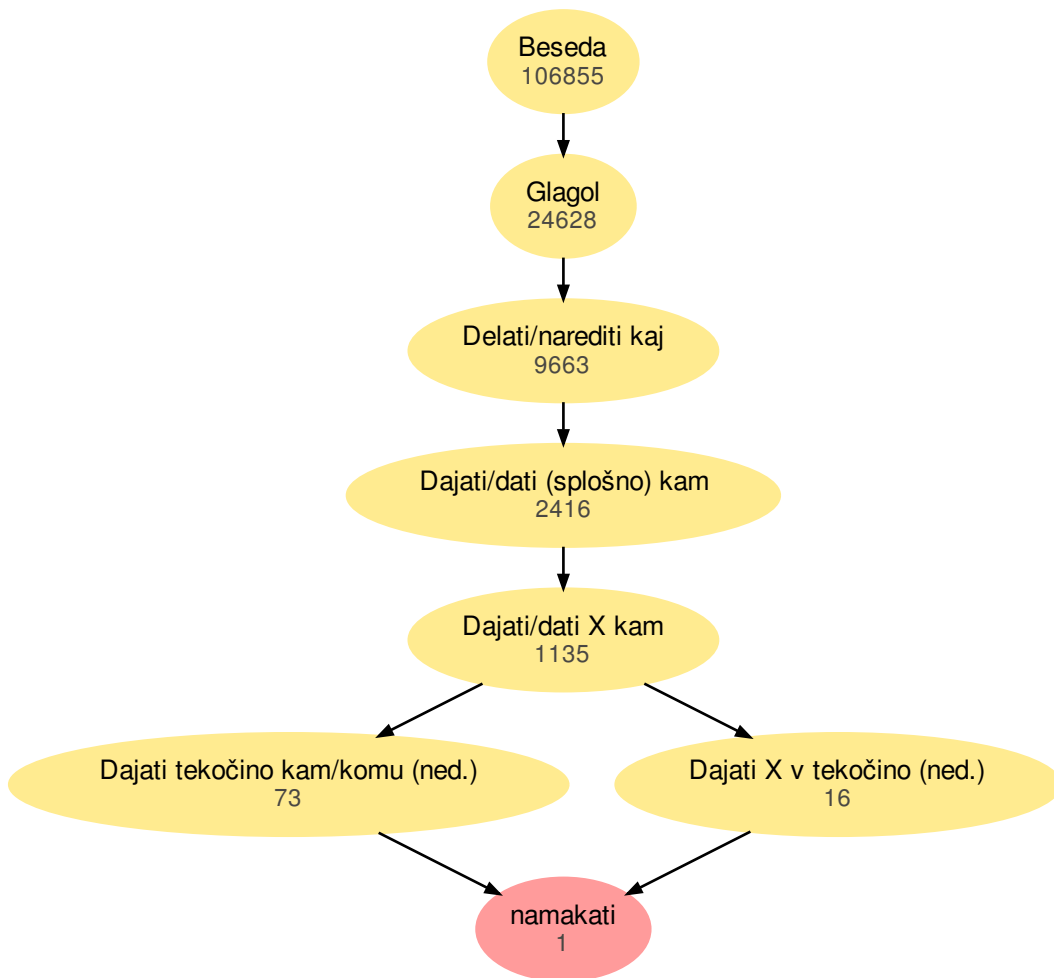 Beseda
106855
Glagol
24628
Delati/narediti kaj
9663
Dajati/dati (splošno) kam
2416
Dajati/dati X kam
1135
Dajati tekočino kam/komu (ned.)
73
Dajati X v tekočino (ned.)
16
namakati
1